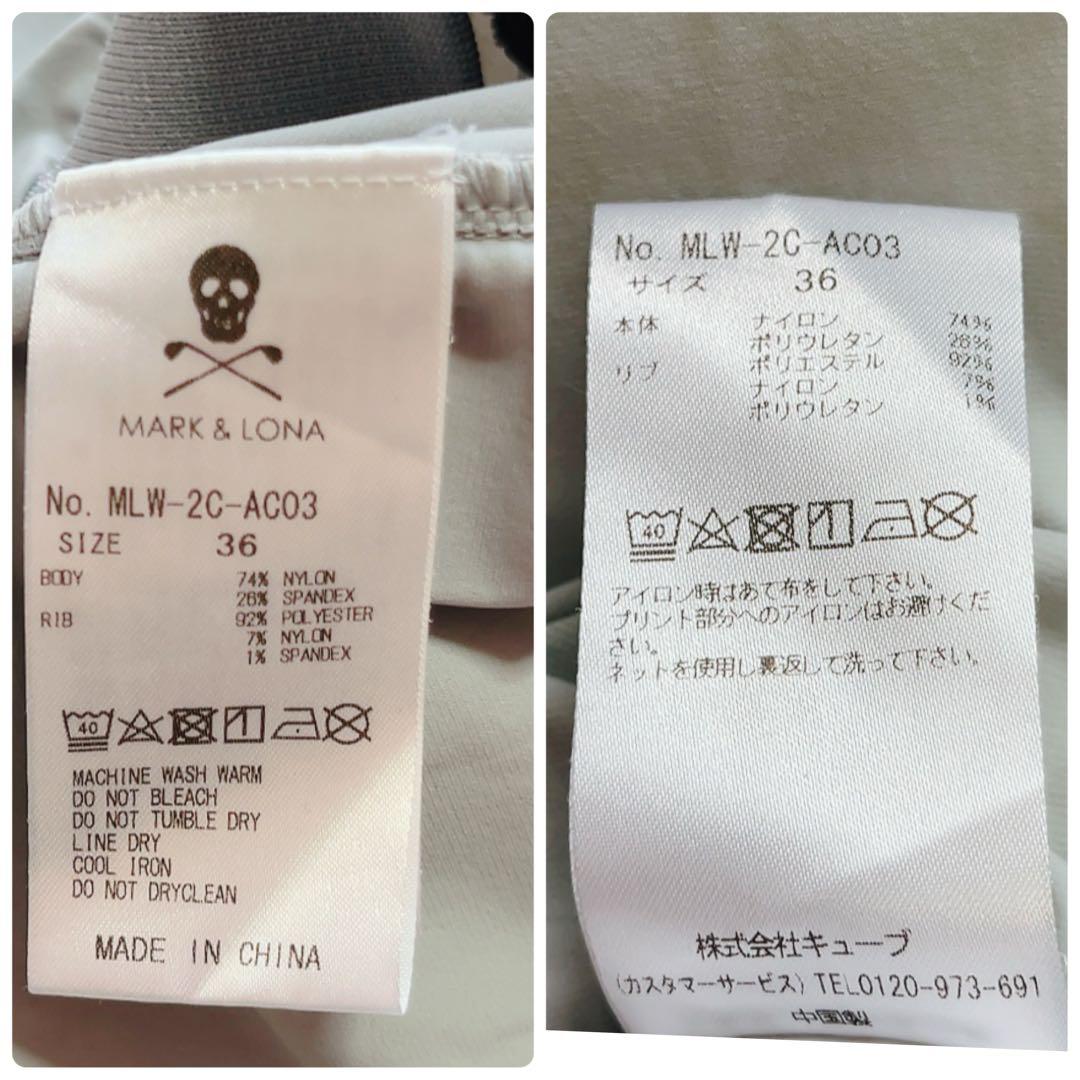 MARK & LONA
No. MLW-2C-AC03
SIZE 36
BODY 74% NYLON
26% SPANDEX
RIB 92% POLYESTER
7% NYLON
1% SPANDEX
40
MACHINE WASH WARM
DO NOT BLEACH
DO NOT TUMBLE DRY
LINE DRY
COOL IRON
DO NOT DRYCLEAN
MADE IN CHINA
No. MLW-2C-AC03
サイズ 36
本体 ナイロン 74%
ポリウレタン 26%
リブ ポリエステル 92%
ナイロン 7%
ポリウレタン 1%
40
アイロン時はあて布をして下さい。
プリント部分へのアイロンはお避けくだ
さい。
ネットを使用し裏返して洗って下さい。
株式会社キューブ
(カスタマーサービス) TEL0120-973-691
中国製